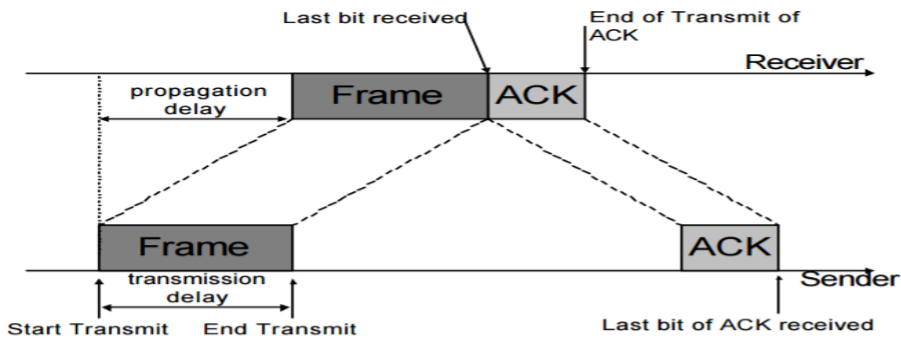 Last bit received
End of Transmit of
ACK
Receiver
propagation
delay
Frame
ACK
Frame
ACK
transmission
delay
Sender
Start Transmit
End Transmit
Last bit of ACK received